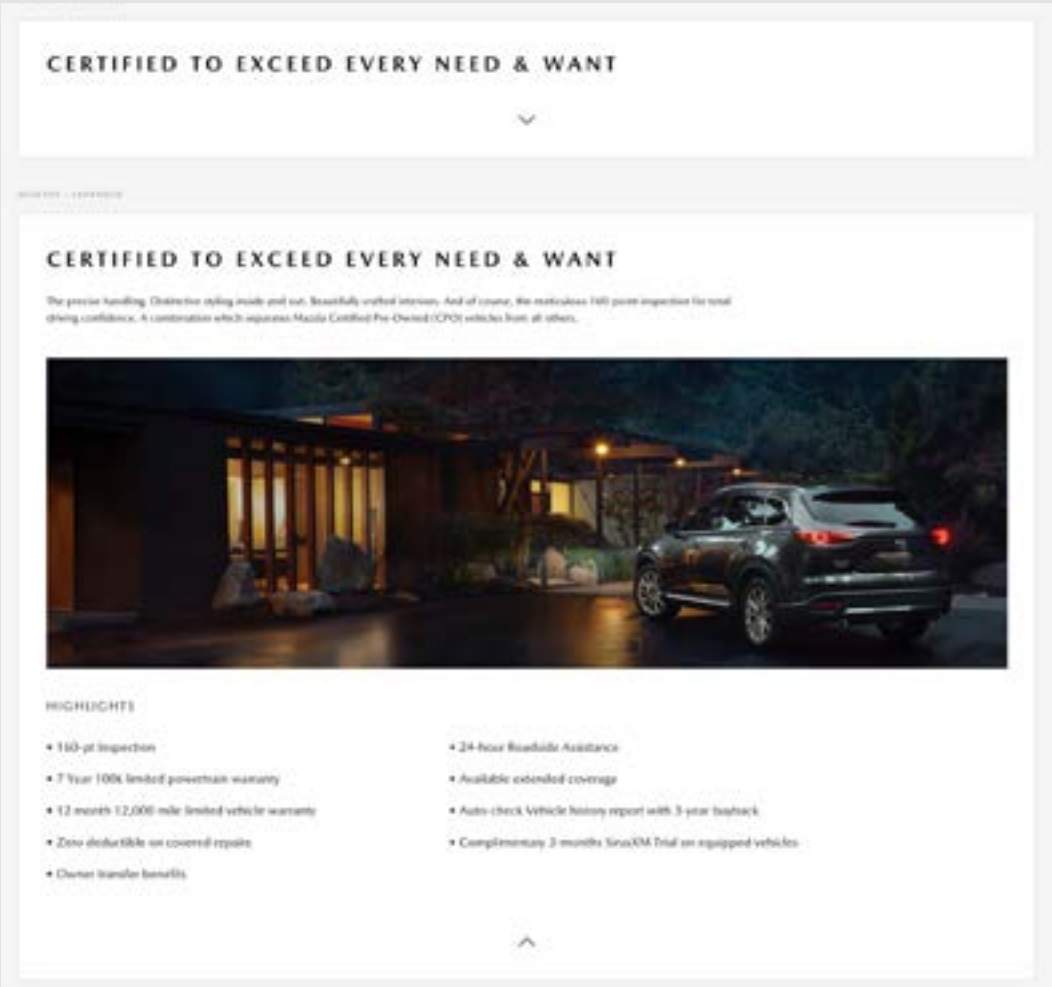 CERTIFIED TO EXCEED EVERY NEED & WANT
CERTIFIED TO EXCEED EVERY NEED & WANT
The precise handling. Distinctive styling inside and out. Beautifully crafted interiors. And of course, the meticulous 160 point inspection for total
driving confidence. A combination which separates Mazda Certified Pre-Owned (CPO) vehicles from all others.
HIGHLIGHTS
• 160-pt Inspection
• 24-hour Roadside Assistance
• 7 Year 100k limited powertrain warranty
• Available extended coverage
• 12 month 12,000 mile limited vehicle warranty
• Auto check Vehicle history report with 3-year buyback
• Zero deductible on covered repairs
• Complimentary 3 months SiriusXM Trial on equipped vehicles
• Owner transfer benefits